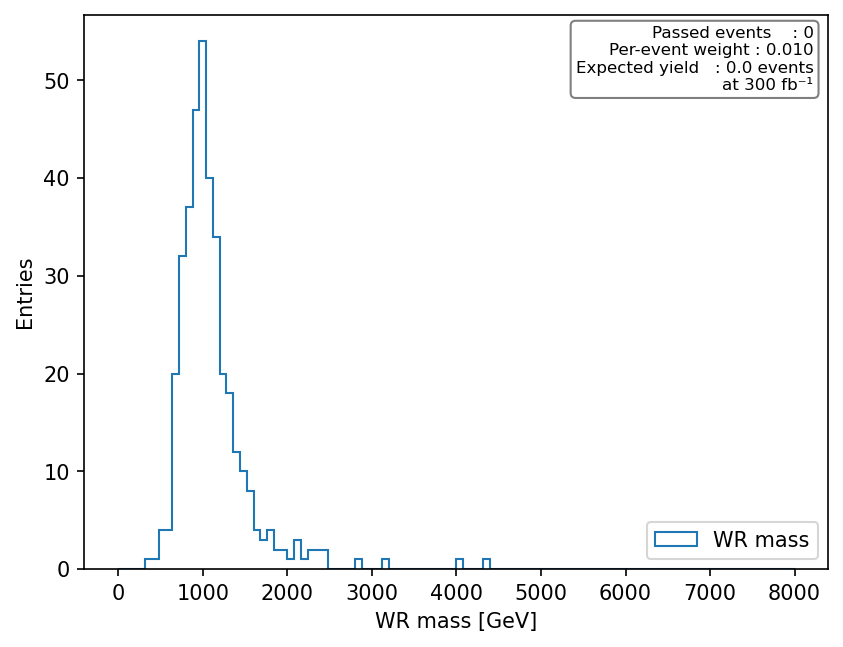 Passed events : 0
Per-event weight : 0.010
Expected yield : 0.0 events
at 300 fb⁻¹
50
40
30
20
10
0
Entries
WR mass
0 1000 2000 3000 4000 5000 6000 7000 8000
WR mass [GeV]